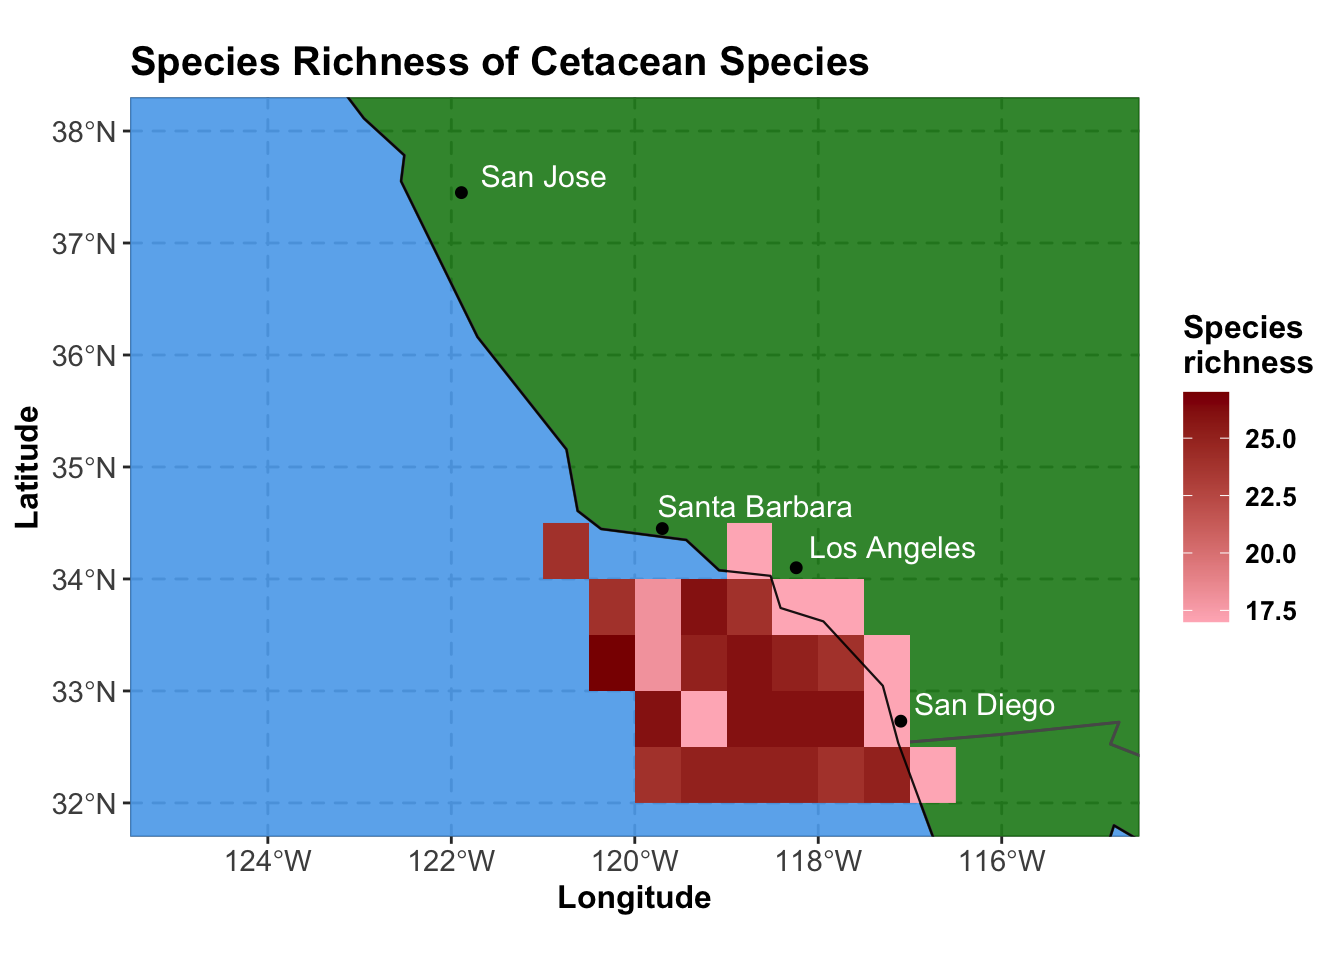 Species Richness of Cetacean Species
38°N
37°N
36°N
35°N
34°N
33°N
32°N
Latitude
San Jose
Santa Barbara
Los Angeles
San Diego
124°W
122°W
120°W
118°W
116°W
Longitude
Species
richness
25.0
22.5
20.0
17.5